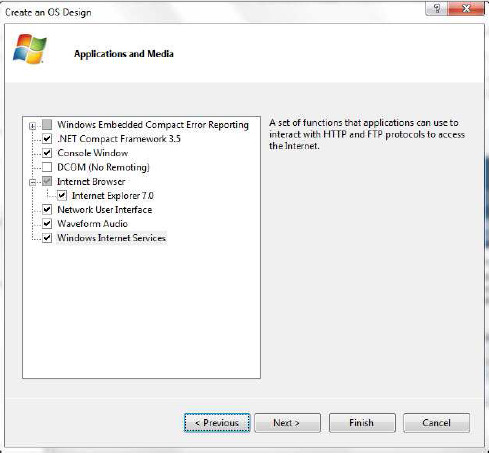 Create an OS Design
Applications and Media
Windows Embedded Compact Error Reporting
.NET Compact Framework 3.5
Console Window
DCOM (No Remoting)
Internet Browser
Internet Explorer 7.0
Network User Interface
Waveform Audio
Windows Internet Services
A set of functions that applications can use to
interact with HTTP and FTP protocols to access
the Internet.
< Previous
Next >
Finish
Cancel